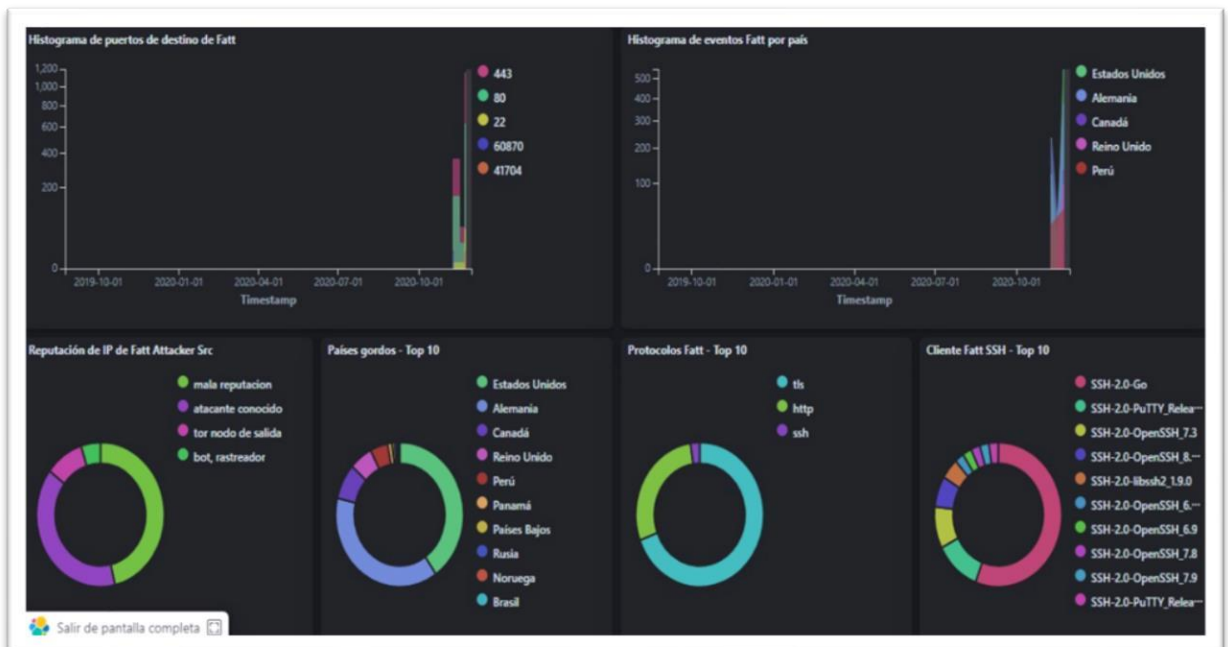 Histograma de puertos de destino de Fatt
1,200
1,000
800
600
400
200
0
2019-10-01 2020-01-01 2020-04-01 2020-07-01 2020-10-01
Timestamp
443
80
22
60870
41704
Histograma de eventos Fatt por país
500
400
300
200
100
0
2019-10-01 2020-01-01 2020-04-01 2020-07-01 2020-10-01
Timestamp
Estados Unidos
Alemania
Canadá
Reino Unido
Perú
Reputación de IP de Fatt Attacker Src
mala reputacion
atacante conocido
tor nodo de salida
bot, rastreador
Países gordos - Top 10
Estados Unidos
Alemania
Canadá
Reino Unido
Perú
Panamá
Países Bajos
Rusia
Noruega
Brasil
Protocolos Fatt - Top 10
tls
http
ssh
Cliente Fatt SSH - Top 10
SSH-2.0-Go
SSH-2.0-PuTTY_Relea···
SSH-2.0-OpenSSH_7.3
SSH-2.0-OpenSSH_8.···
SSH-2.0-libssh2_1.9.0
SSH-2.0-OpenSSH_6.···
SSH-2.0-OpenSSH_6.9
SSH-2.0-OpenSSH_7.8
SSH-2.0-OpenSSH_7.9
SSH-2.0-PuTTY_Relea···
Salir de pantalla completa